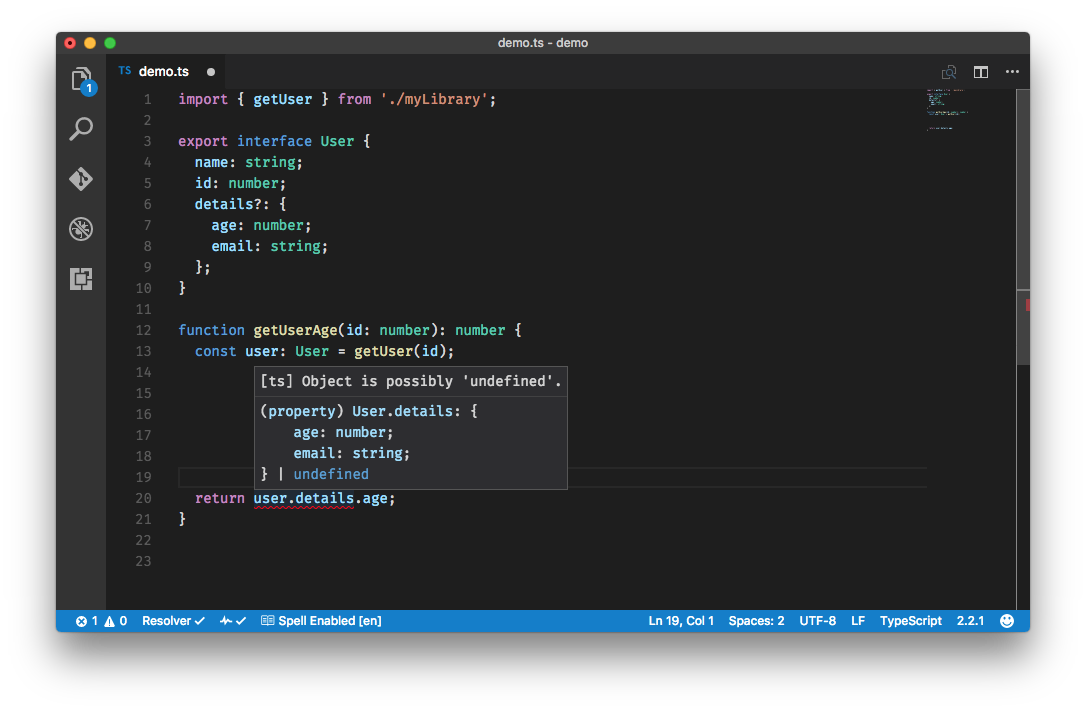 demo.ts - demo
TS demo.ts
1
1 import { getUser } from './myLibrary';
2
3 export interface User {
4 name: string;
5 id: number;
6 details?: {
7 age: number;
8 email: string;
9 };
10 }
11
12 function getUserAge(id: number): number {
13 const user: User = getUser(id);
14
[ts] Object is possibly 'undefined'.
15
16
(property) User.details: {
17
age: number;
18
email: string;
19
} | undefined
20 return user.details.age;
21 }
22
23
1 0 Resolver Spell Enabled [en] Ln 19, Col 1 Spaces: 2 UTF-8 LF TypeScript 2.2.1